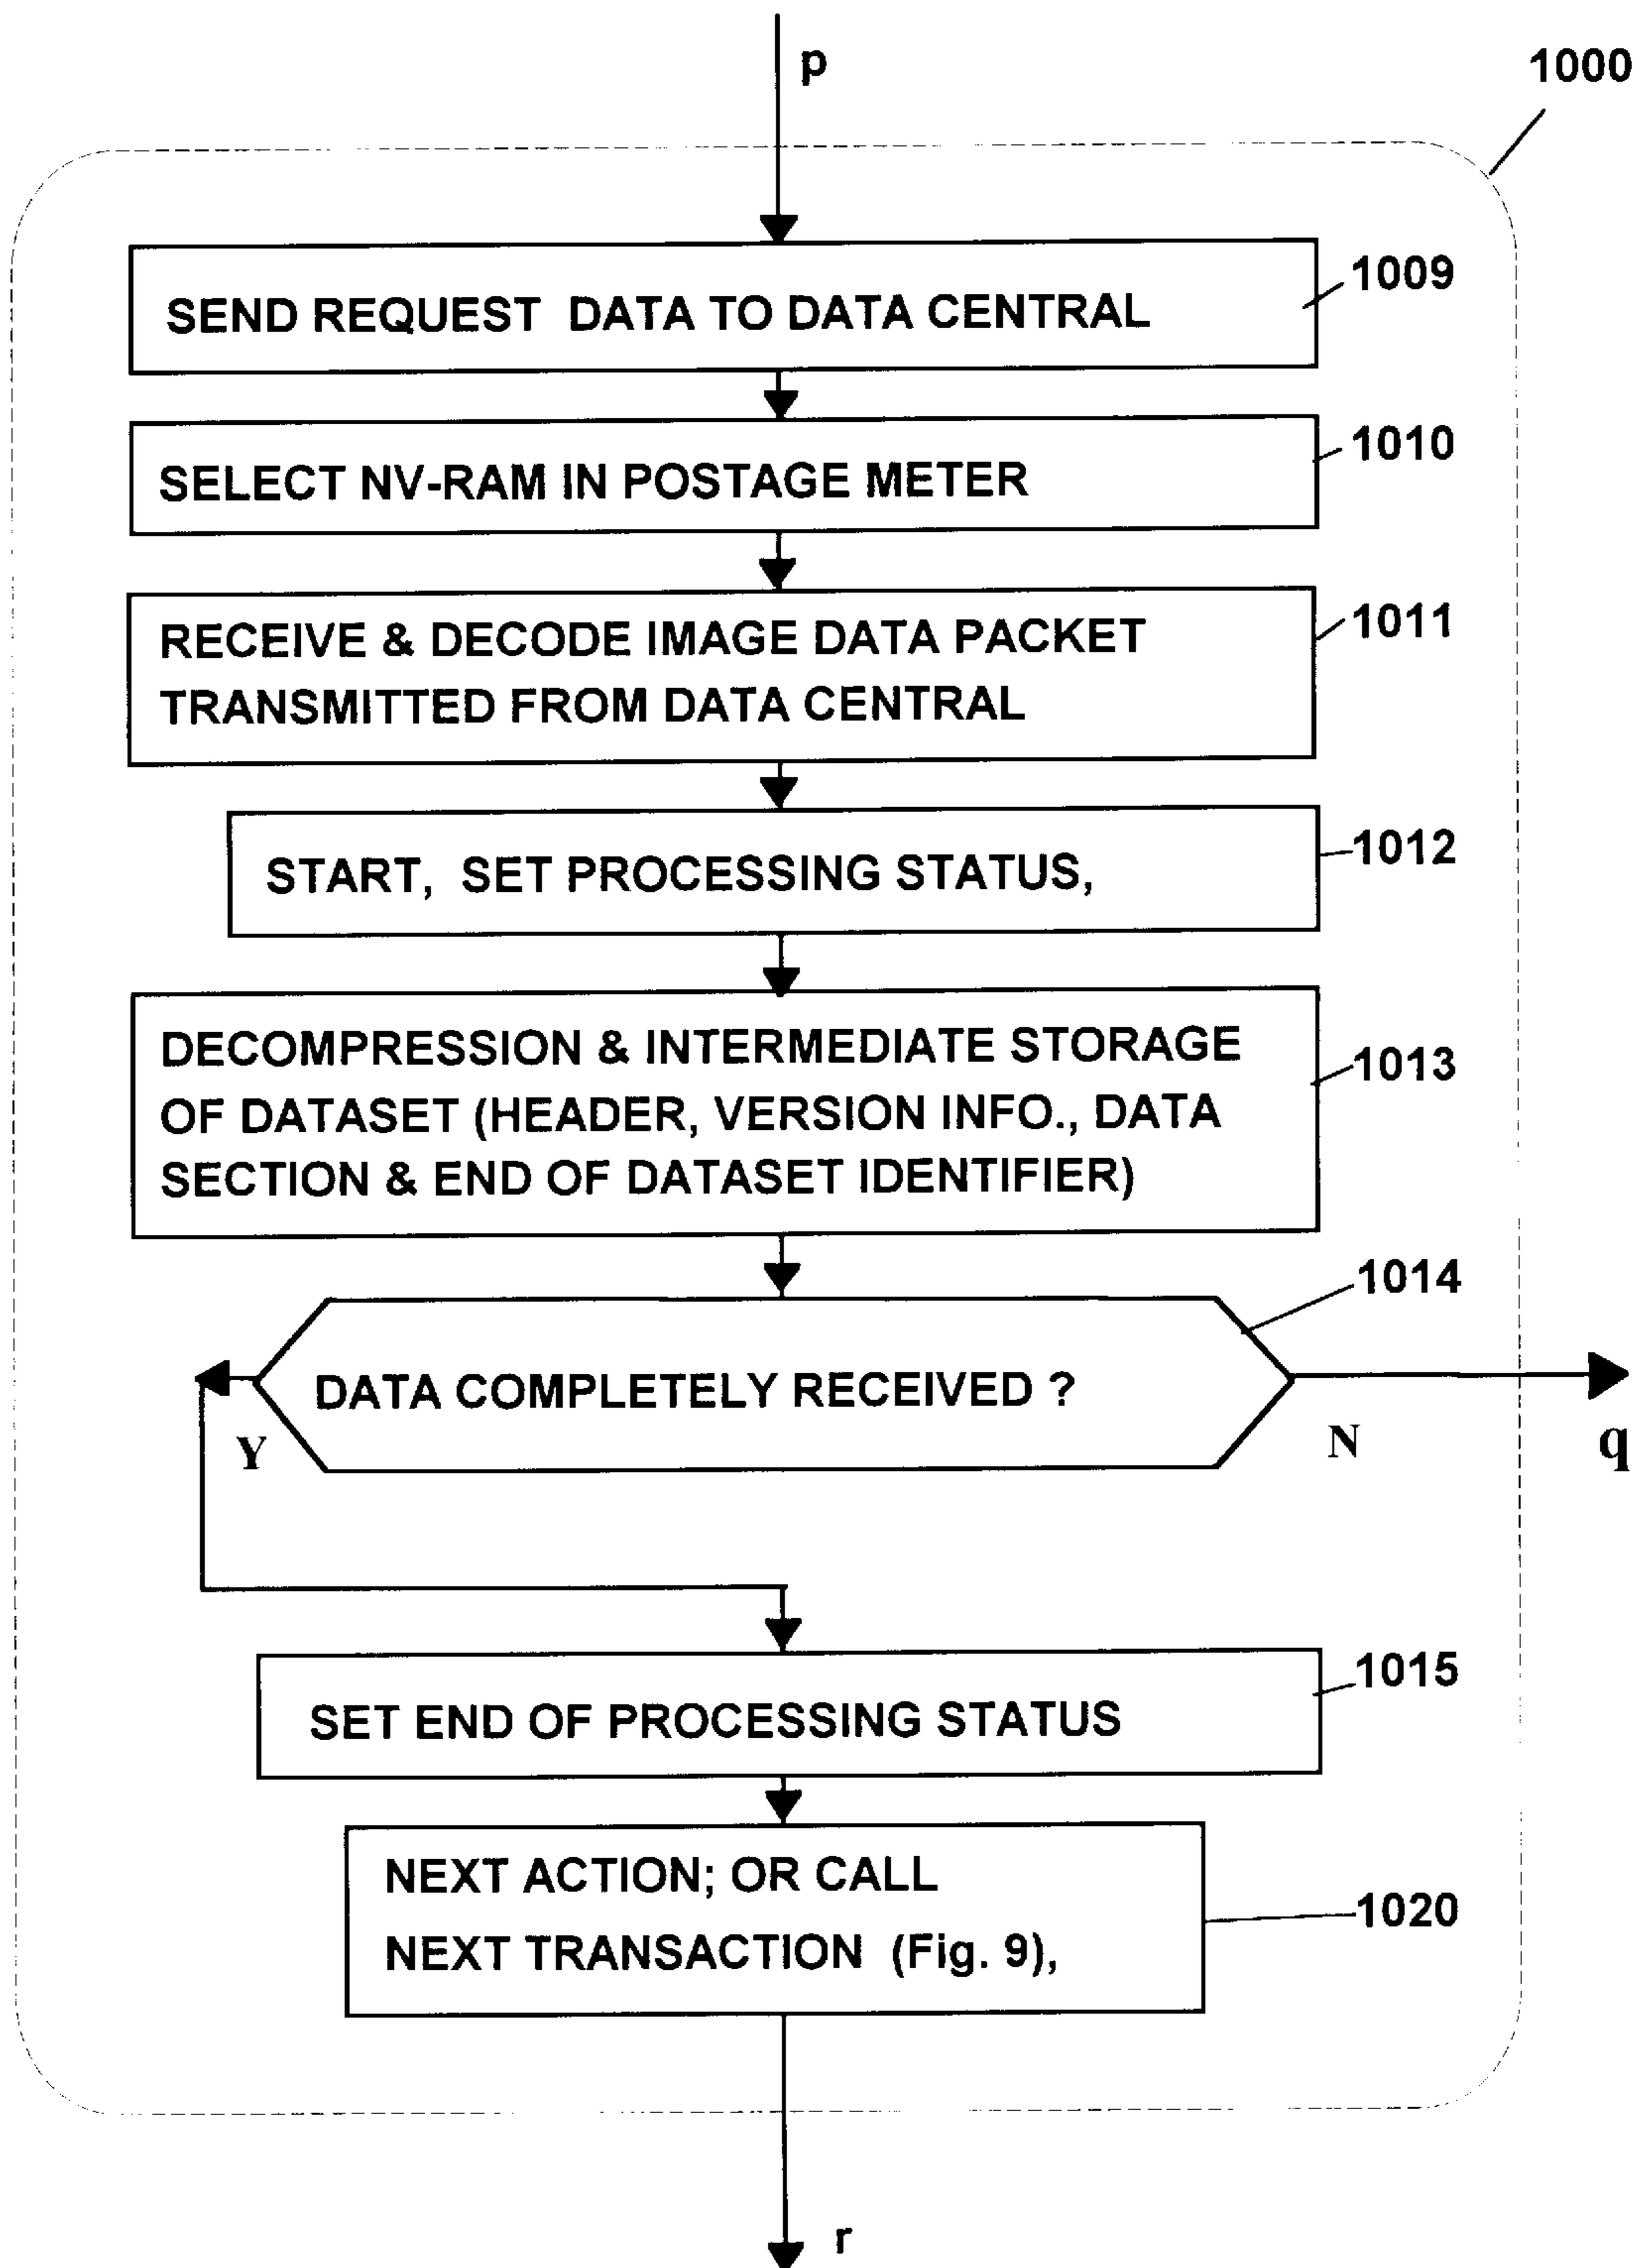 p
1000
SEND REQUEST DATA TO DATA CENTRAL
1009
SELECT NV-RAM IN POSTAGE METER
1010
RECEIVE & DECODE IMAGE DATA PACKET
TRANSMITTED FROM DATA CENTRAL
1011
START, SET PROCESSING STATUS,
1012
DECOMPRESSION & INTERMEDIATE STORAGE
OF DATASET (HEADER, VERSION INFO., DATA
SECTION & END OF DATASET IDENTIFIER)
1013
1014
DATA COMPLETELY RECEIVED ?
Y
N
q
SET END OF PROCESSING STATUS
1015
NEXT ACTION; OR CALL
NEXT TRANSACTION (Fig. 9),
1020
r